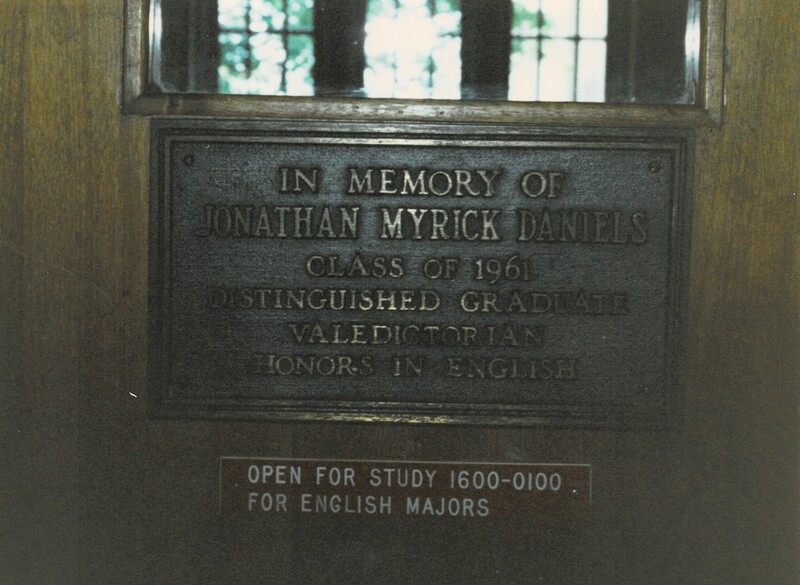 IN MEMORY OF
JONATHAN MYRICK DANIELS
CLASS OF 1961
DISTINGUISHED GRADUATE
VALEDICTORIAN
HONORS IN ENGLISH
OPEN FOR STUDY 1600-0100
FOR ENGLISH MAJORS